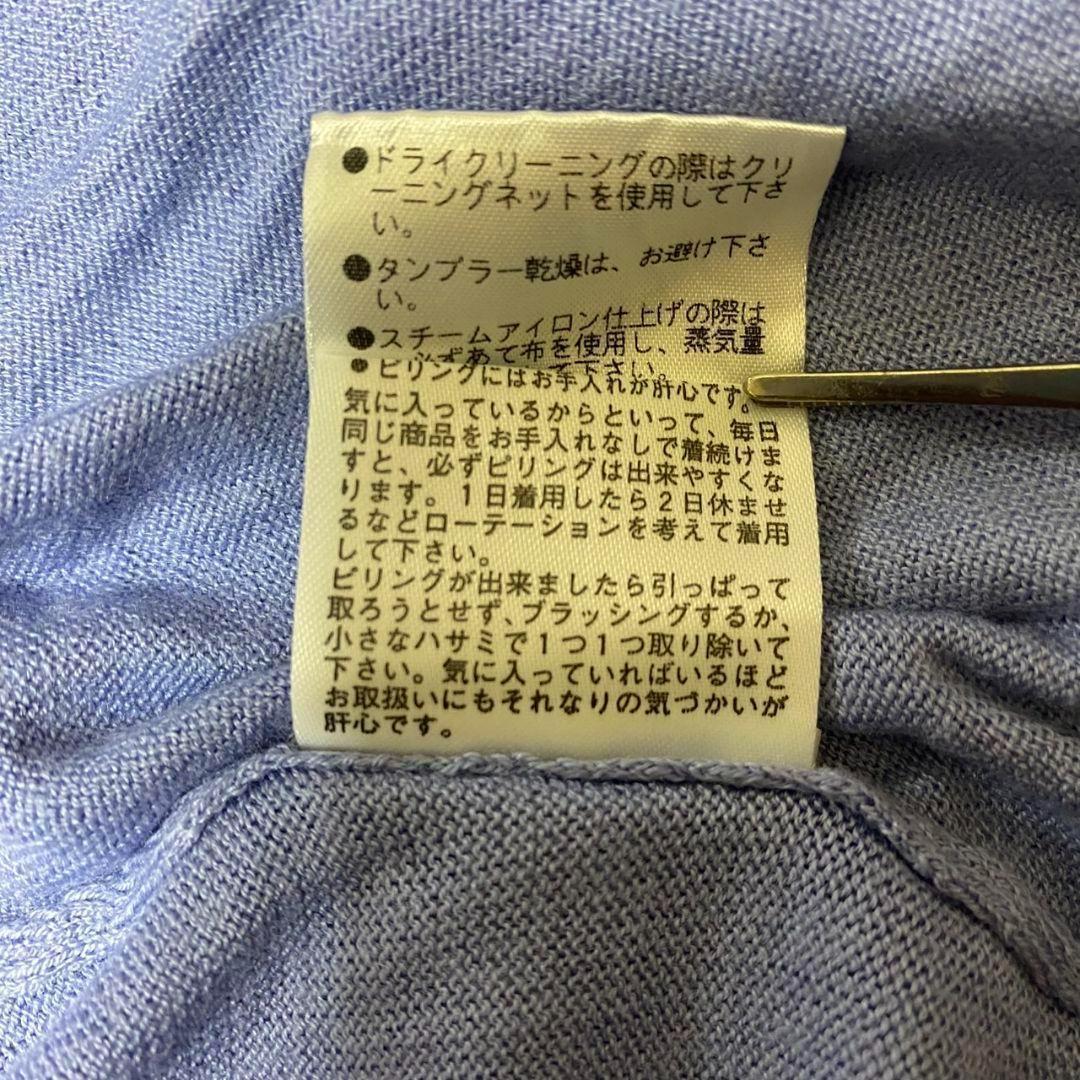 ●ドライクリーニングの際はクリ
ーニングネットを使用して下さ
い。
●タンブラー乾燥は、お避け下さ
い。
●スチームアイロン仕上げの際は
必ずあて布を使用し、蒸気量
て下さい。
●ピリングにはお手入れが肝心です。
気に入っているからといって、毎日
同じ商品をお手入れなしで着続けま
すと、必ずピリングは出来やすくな
ります。1日着用したら2日休ませ
るなどローテーションを考えて着用
して下さい。
ピリングが出来ましたら引っぱって
取ろうとせず、ブラッシングするか、
小さなハサミで1つ1つ取り除いて
下さい。気に入っていればいるほど
お取扱いにもそれなりの気づかいが
肝心です。